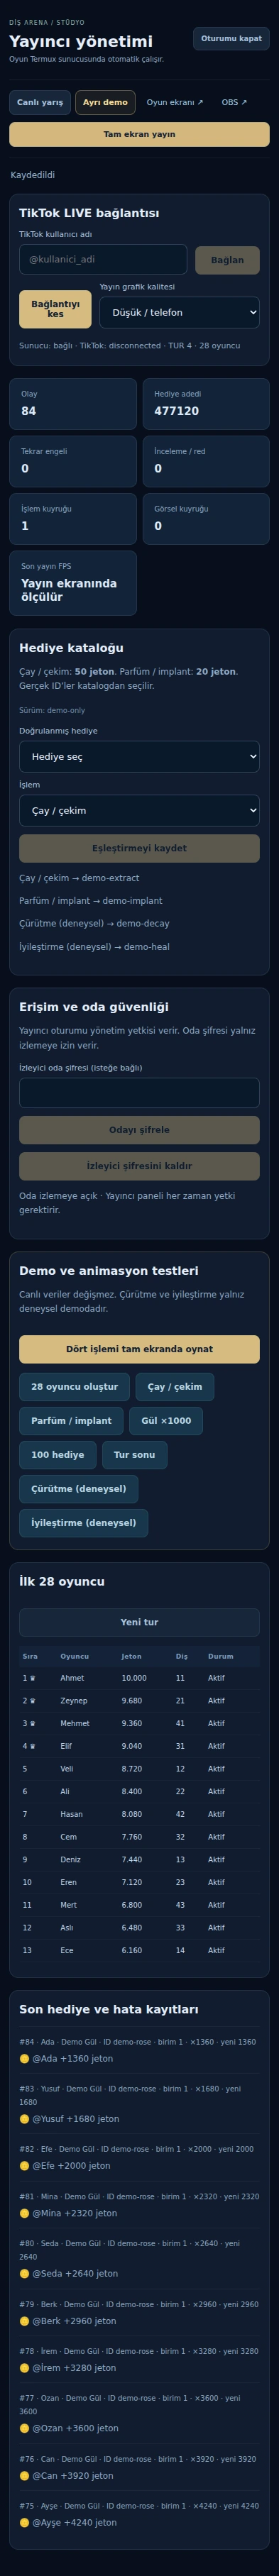 DİŞ ARENA / STÜDYO
Yayıncı yönetimi
Oyun Termux sunucusunda otomatik çalışır.
Oturumu kapat
Canlı yarış
Ayrı demo
Oyun ekranı ↗
OBS ↗
Tam ekran yayın
Kaydedildi
TikTok LIVE bağlantısı
TikTok kullanıcı adı
@kullanici_adi
Bağlan
Bağlantıyı
kes
Yayın grafik kalitesi
Düşük / telefon
Sunucu: bağlı · TikTok: disconnected · TUR 4 · 28 oyuncu
Olay
84
Hediye adedi
477120
Tekrar engeli
0
İnceleme / red
0
İşlem kuyruğu
1
Görsel kuyruğu
0
Son yayın FPS
Yayın ekranında
ölçülür
Hediye kataloğu
Çay / çekim: 50 jeton. Parfüm / implant: 20 jeton.
Gerçek ID'ler katalogdan seçilir.
Sürüm: demo-only
Doğrulanmış hediye
Hediye seç
İşlem
Çay / çekim
Eşleştirmeyi kaydet
Çay / çekim → demo-extract
Parfüm / implant → demo-implant
Çürütme (deneysel) → demo-decay
İyileştirme (deneysel) → demo-heal
Erişim ve oda güvenliği
Yayıncı oturumu yönetim yetkisi verir. Oda şifresi yalnız
izlemeye izin verir.
İzleyici oda şifresi (isteğe bağlı)
Odayı şifrele
İzleyici şifresini kaldır
Oda izlemeye açık · Yayıncı paneli her zaman yetki
gerektirir.
Demo ve animasyon testleri
Canlı veriler değişmez. Çürütme ve iyileştirme yalnız
deneysel demodadır.
Dört işlemi tam ekranda oynat
28 oyuncu oluştur
Çay / çekim
Parfüm / implant
Gül ×1000
100 hediye
Tur sonu
Çürütme (deneysel)
İyileştirme (deneysel)
İlk 28 oyuncu
Yeni tur
Sıra Oyuncu Jeton Diş Durum
1 ♛ Ahmet 10.000 11 Aktif
2 ♛ Zeynep 9.680 21 Aktif
3 ♛ Mehmet 9.360 41 Aktif
4 ♛ Elif 9.040 31 Aktif
5 Veli 8.720 12 Aktif
6 Ali 8.400 22 Aktif
7 Hasan 8.080 42 Aktif
8 Cem 7.760 32 Aktif
9 Deniz 7.440 13 Aktif
10 Eren 7.120 23 Aktif
11 Mert 6.800 43 Aktif
12 Aslı 6.480 33 Aktif
13 Ece 6.160 14 Aktif
Son hediye ve hata kayıtları
#84 · Ada · Demo Gül · ID demo-rose · birim 1 · ×1360 · yeni 1360
🪙 @Ada +1360 jeton
#83 · Yusuf · Demo Gül · ID demo-rose · birim 1 · ×1680 · yeni
1680
🪙 @Yusuf +1680 jeton
#82 · Efe · Demo Gül · ID demo-rose · birim 1 · ×2000 · yeni 2000
🪙 @Efe +2000 jeton
#81 · Mina · Demo Gül · ID demo-rose · birim 1 · ×2320 · yeni 2320
🪙 @Mina +2320 jeton
#80 · Seda · Demo Gül · ID demo-rose · birim 1 · ×2640 · yeni
2640
🪙 @Seda +2640 jeton
#79 · Berk · Demo Gül · ID demo-rose · birim 1 · ×2960 · yeni 2960
🪙 @Berk +2960 jeton
#78 · İrem · Demo Gül · ID demo-rose · birim 1 · ×3280 · yeni 3280
🪙 @İrem +3280 jeton
#77 · Ozan · Demo Gül · ID demo-rose · birim 1 · ×3600 · yeni
3600
🪙 @Ozan +3600 jeton
#76 · Can · Demo Gül · ID demo-rose · birim 1 · ×3920 · yeni 3920
🪙 @Can +3920 jeton
#75 · Ayşe · Demo Gül · ID demo-rose · birim 1 · ×4240 · yeni 4240
🪙 @Ayşe +4240 jeton